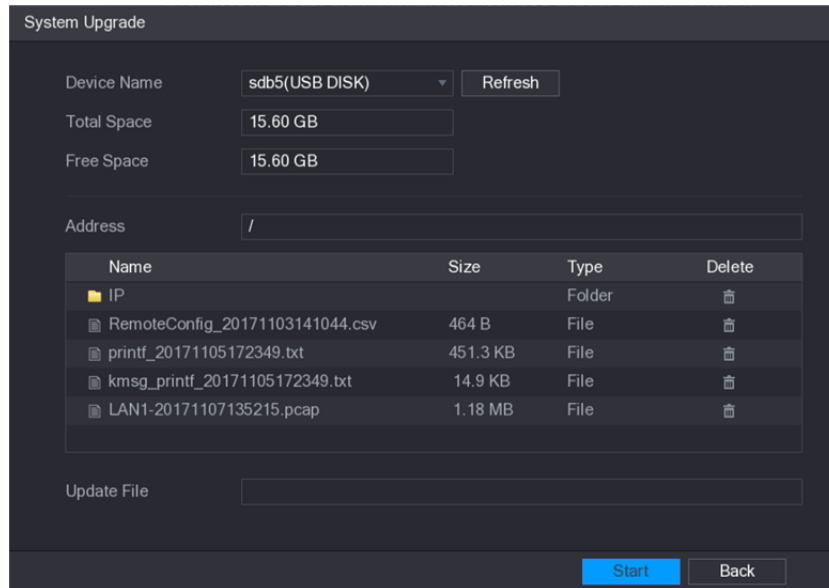 System Upgrade
Device Name sdb5(USB DISK) Refresh
Total Space 15.60 GB
Free Space 15.60 GB
Address /
Name Size Type Delete
IP Folder
RemoteConfig_20171103141044.csv 464 B File
printf_20171105172349.txt 451.3 KB File
kmsg_printf_20171105172349.txt 14.9 KB File
LAN1-20171107135215.pcap 1.18 MB File
Update File
Start Back